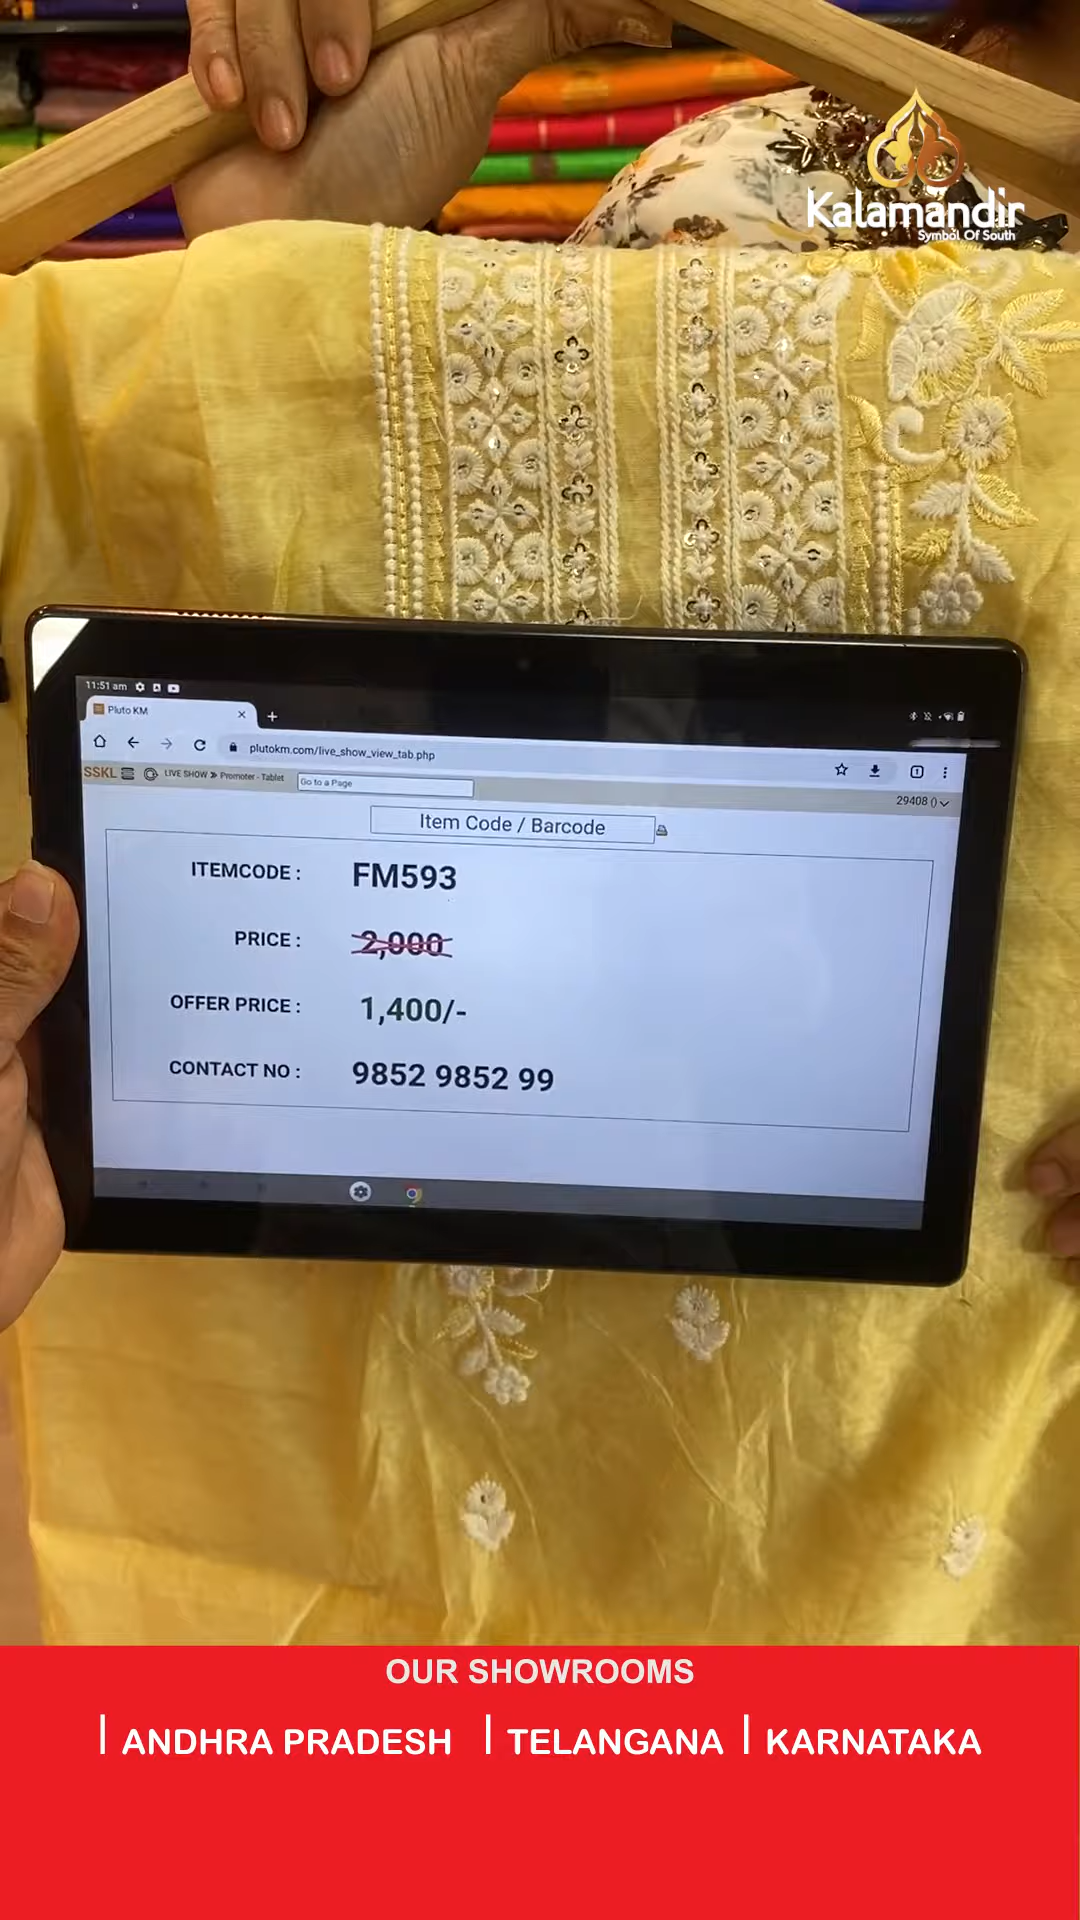 Kalamandir
Symbol Of South
11:51 am
Pluto KM
plutokm.com/live_show_view_tab.php
SSKL
LIVE SHOW
Promoter - Tablet
Go to a Page
29408 ()
Item Code / Barcode
ITEMCODE : FM593
PRICE : 2,000
OFFER PRICE : 1,400/-
CONTACT NO : 9852 9852 99
OUR SHOWROOMS
| ANDHRA PRADESH | TELANGANA | KARNATAKA